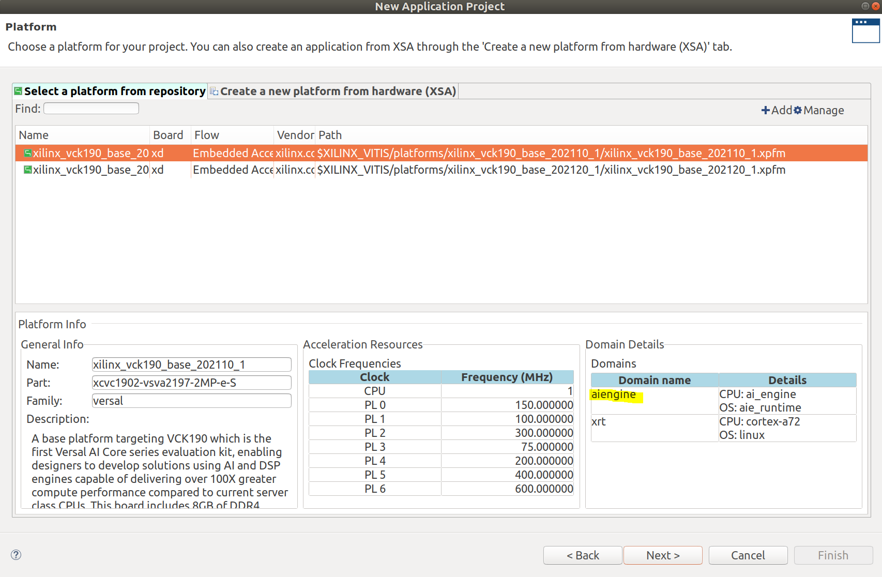 New Application Project
Platform
Choose a platform for your project. You can also create an application from XSA through the 'Create a new platform from hardware (XSA)' tab.
Select a platform from repository Create a new platform from hardware (XSA)
Find: Add Manage
Name Board Flow Vendor Path
xilinx_vck190_base_20 xd Embedded Acce xilinx.cc $XILINX_VITIS/platforms/xilinx_vck190_base_202110_1/xilinx_vck190_base_202110_1.xpfm
xilinx_vck190_base_20 xd Embedded Acce xilinx.cc $XILINX_VITIS/platforms/xilinx_vck190_base_202120_1/xilinx_vck190_base_202120_1.xpfm
Platform Info
General Info
Name: xilinx_vck190_base_202110_1
Part: xcvc1902-vsva2197-2MP-e-S
Family: versal
Description:
A base platform targeting VCK190 which is the
first Versal AI Core series evaluation kit, enabling
designers to develop solutions using AI and DSP
engines capable of delivering over 100X greater
compute performance compared to current server
class CPUs. This board includes 8GB of DDR4
Acceleration Resources
Clock Frequencies
Clock Frequency (MHz)
CPU 1
PL 0 150.000000
PL 1 100.000000
PL 2 300.000000
PL 3 75.000000
PL 4 200.000000
PL 5 400.000000
PL 6 600.000000
Domain Details
Domains
Domain name Details
aiengine CPU: ai_engine
OS: aie_runtime
xrt CPU: cortex-a72
OS: linux
? < Back Next > Cancel Finish